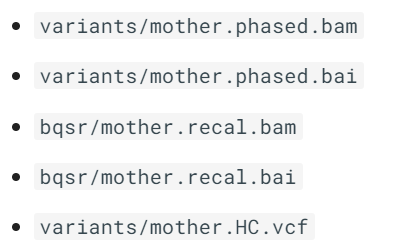 variants/mother.phased.bam
variants/mother.phased.bai
bqsr/mother.recal.bam
bqsr/mother.recal.bai
variants/mother.HC.vcf